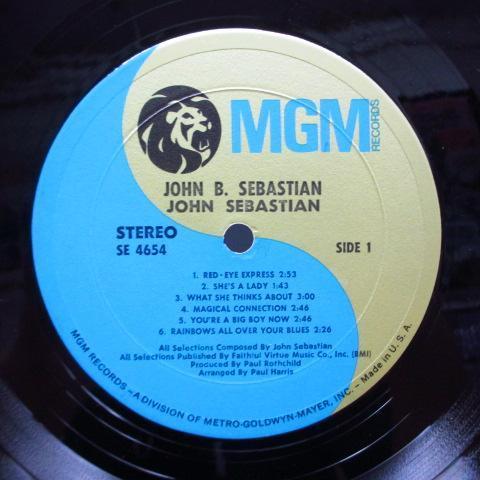 MGM
RECORDS
JOHN B. SEBASTIAN
JOHN SEBASTIAN
STEREO
SE 4654
SIDE 1
1. RED-EYE EXPRESS 2:53
2. SHE'S A LADY 1:43
3. WHAT SHE THINKS ABOUT 3:00
4. MAGICAL CONNECTION 2:46
5. YOU'RE A BIG BOY NOW 2:46
6. RAINBOWS ALL OVER YOUR BLUES 2:26
All Selections Composed By John Sebastian
All Selections Published By Faithful Virtue Music Co., Inc. (BMI)
Produced By Paul Rothchild
Arranged By Paul Harris
MGM RECORDS—A DIVISION OF METRO-GOLDWYN-MAYER, INC.—Made in U. S. A.